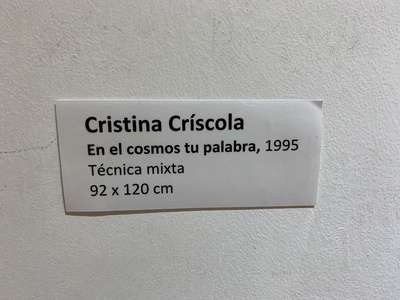 Cristina Críscola
En el cosmos tu palabra, 1995
Técnica mixta
92 x 120 cm